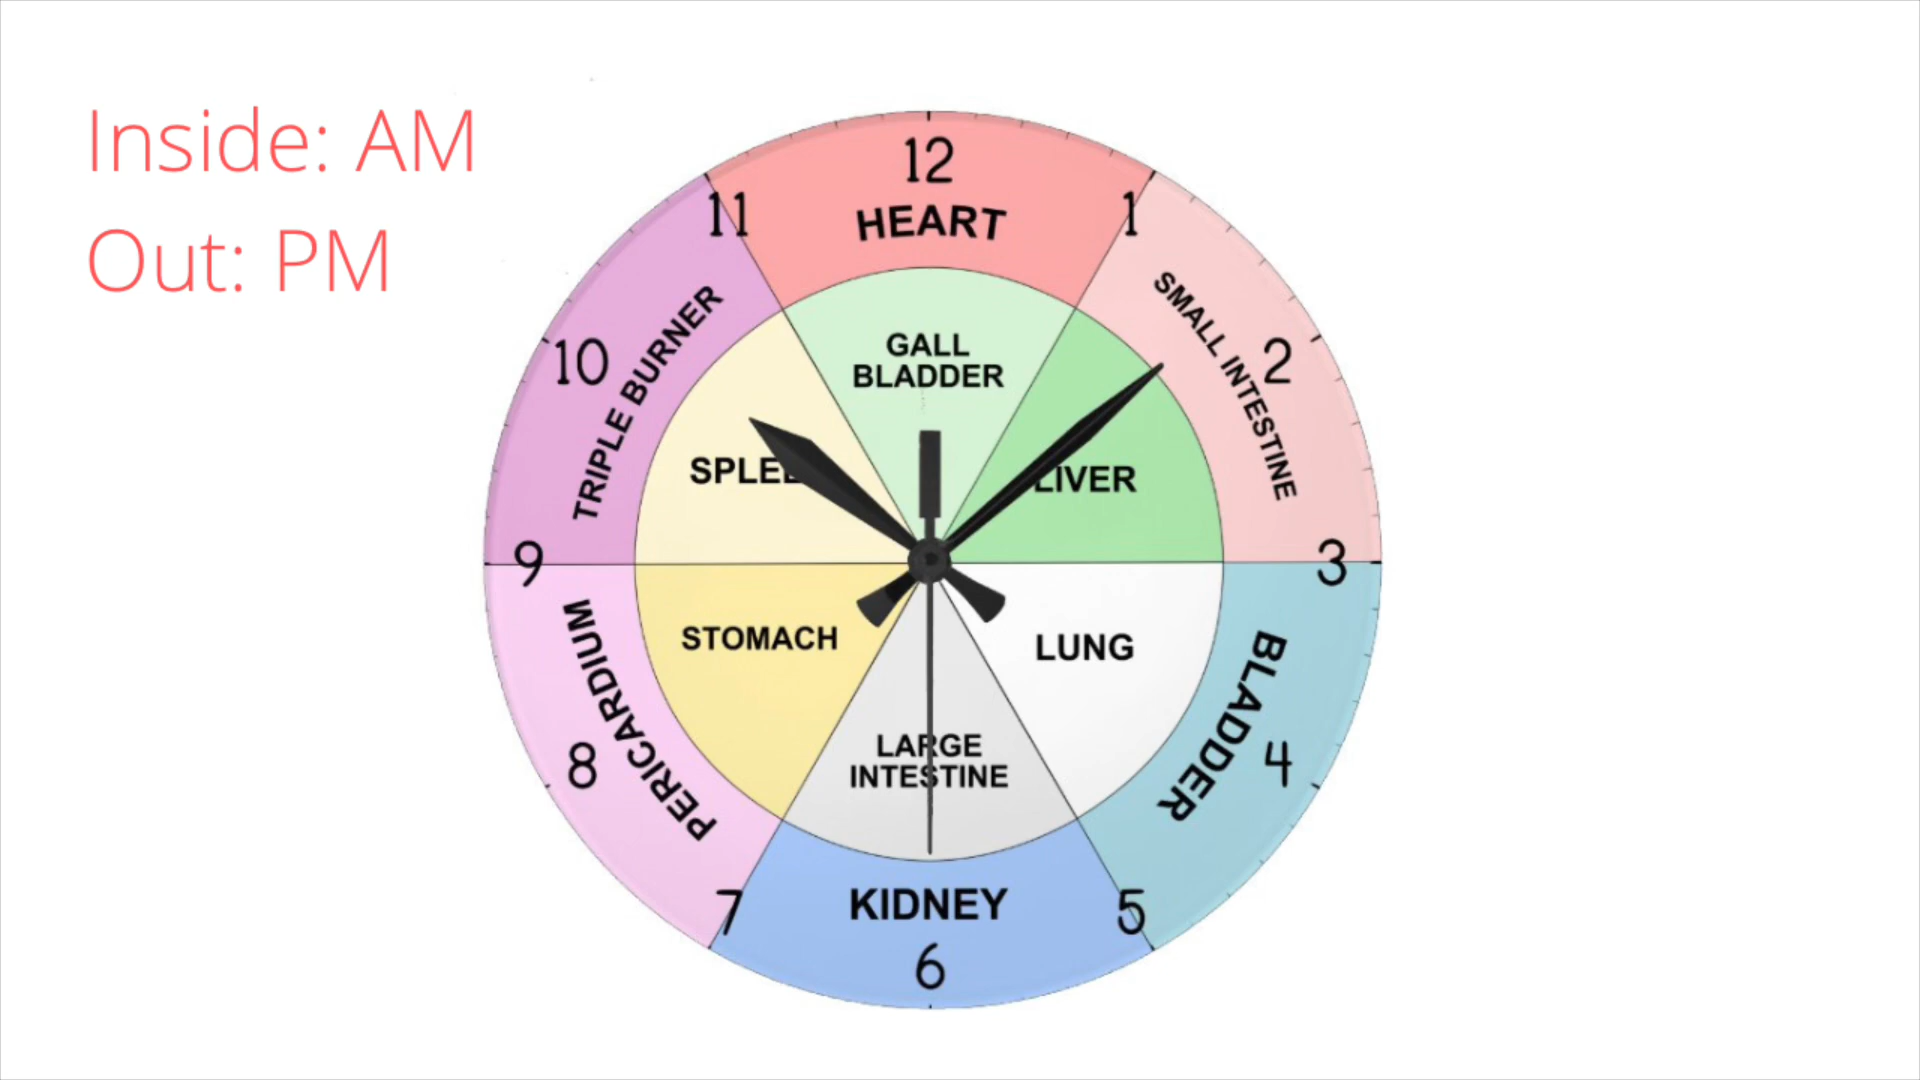 Inside: AM
Out: PM
12
HEART
11
1
SMALL INTESTINE
2
10
TRIPLE BURNER
GALL
BLADDER
LIVER
9
3
STOMACH
LUNG
PERICARDIUM
8
BLADDER
4
LARGE
INTESTINE
7
KIDNEY
5
6